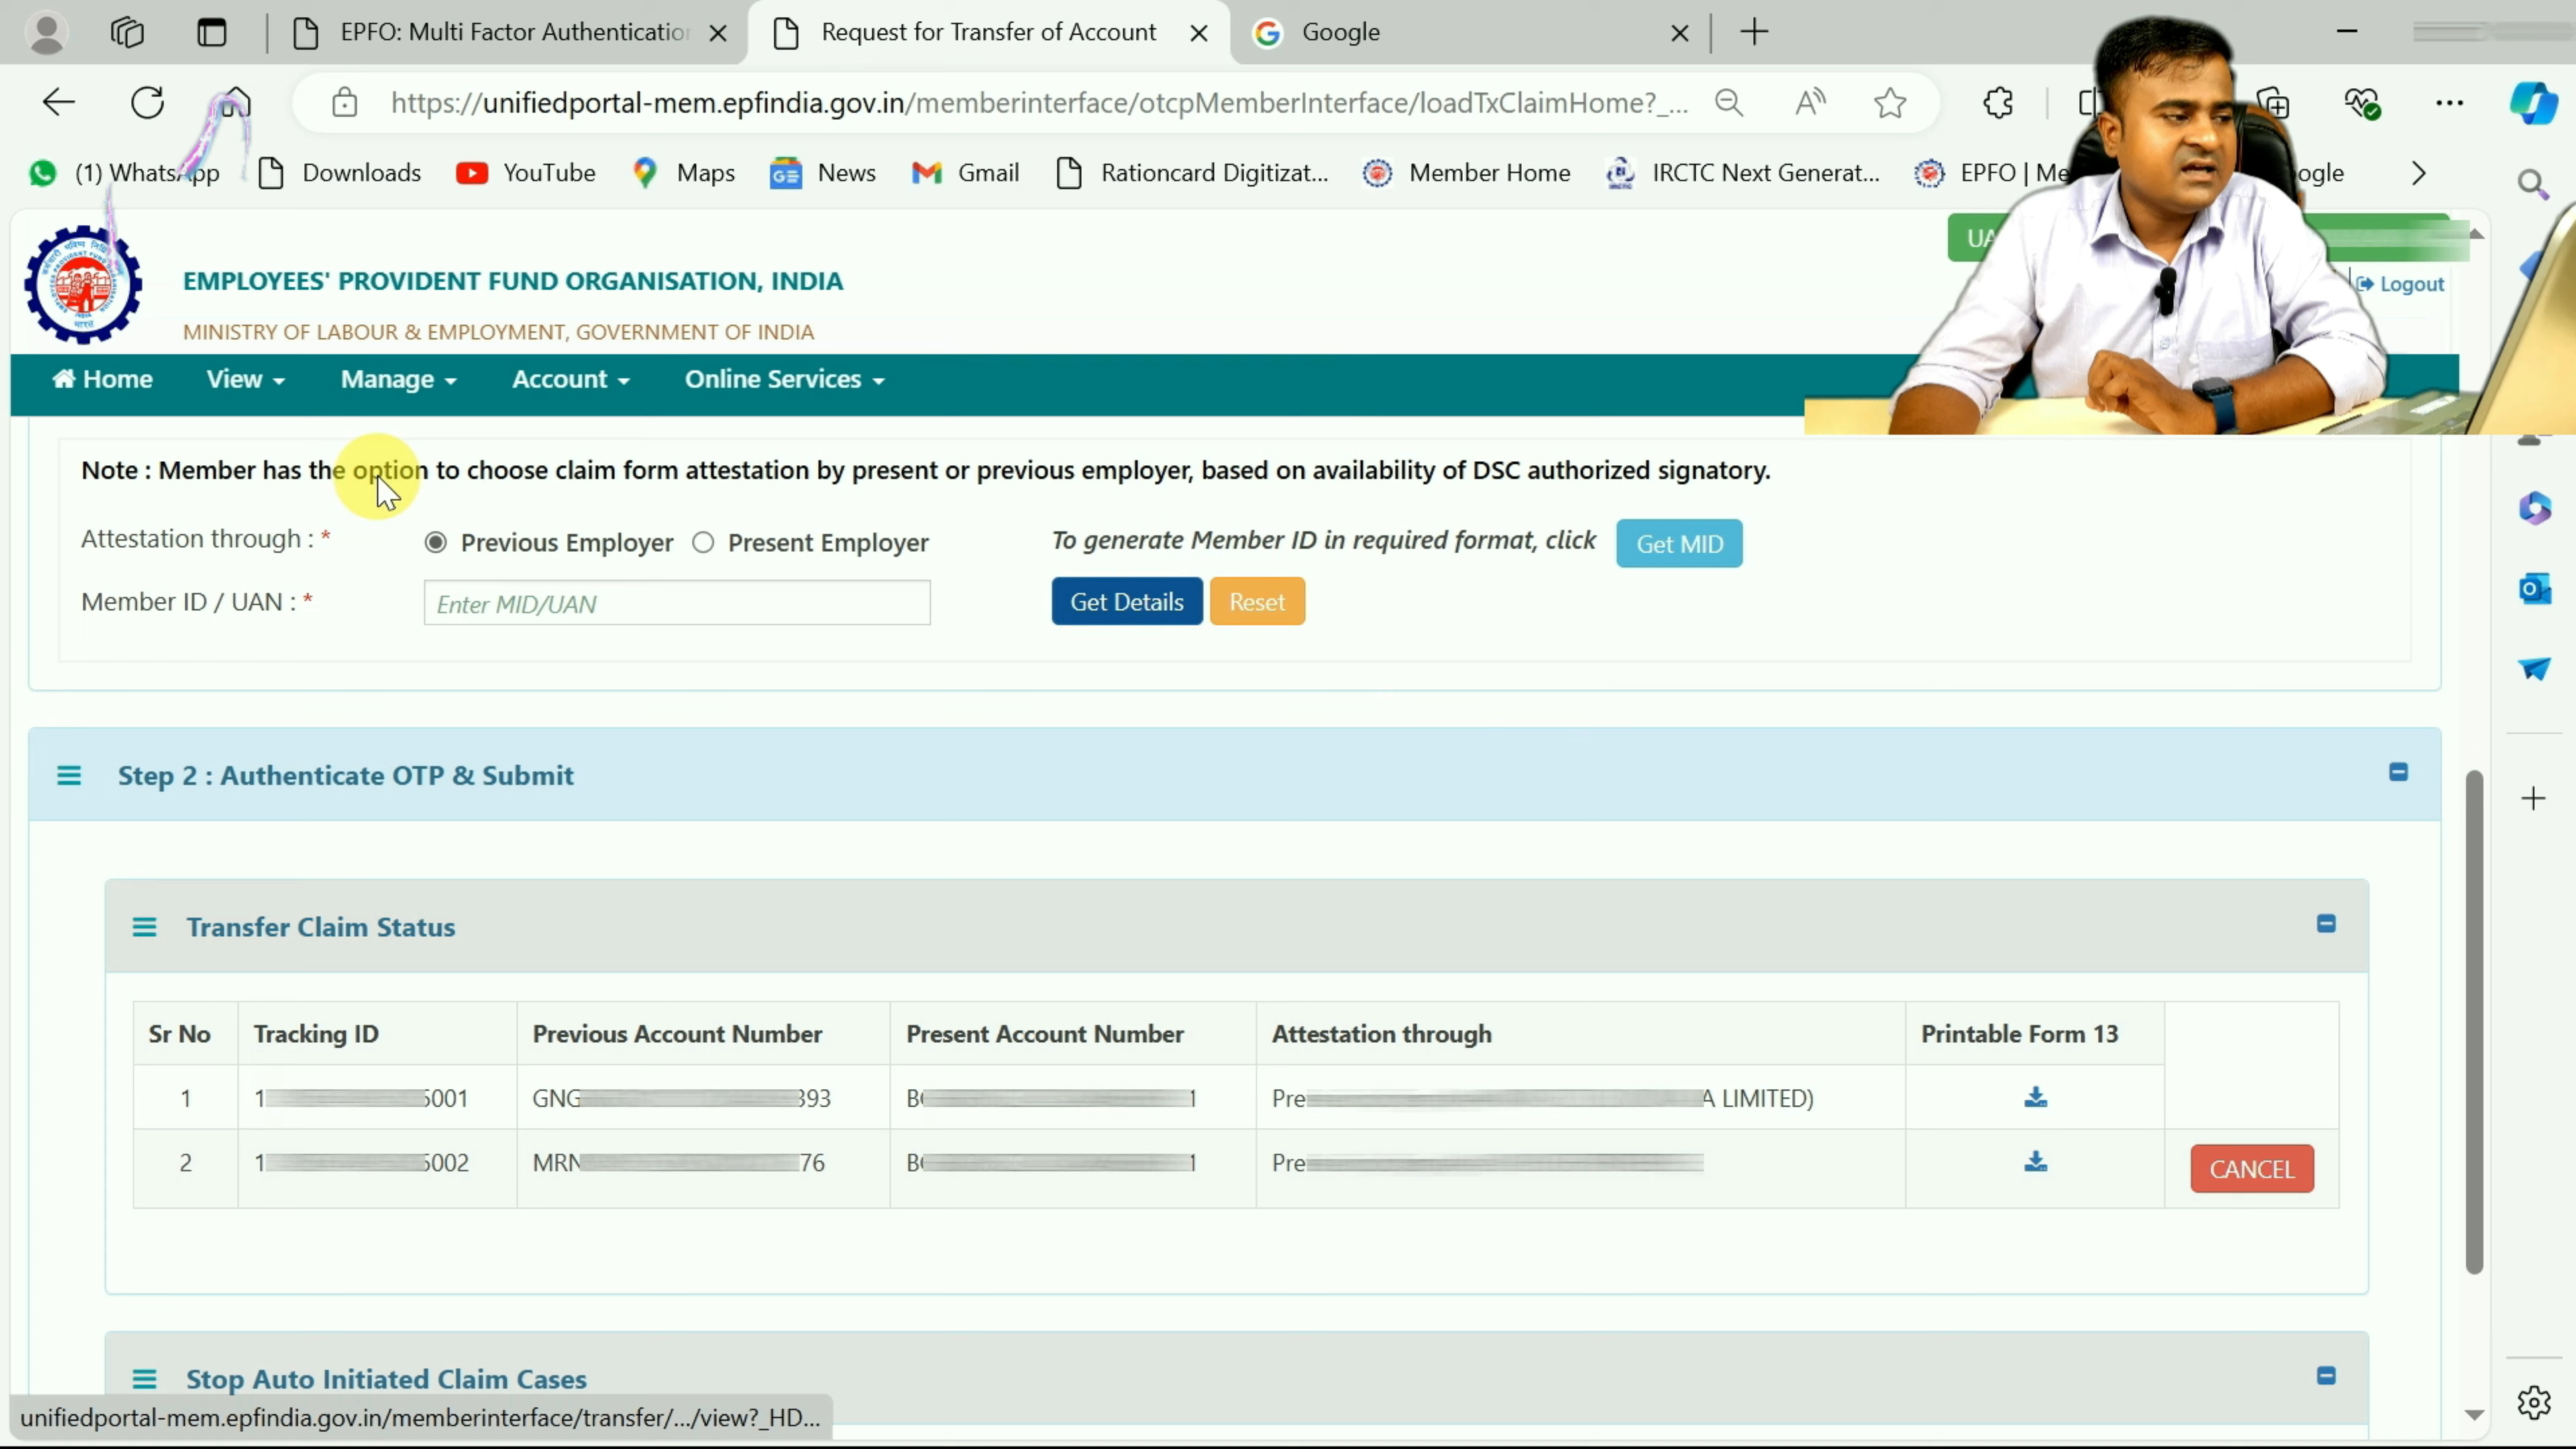 EPFO: Multi Factor Authentication
Request for Transfer of Account
Google
https://unifiedportal-mem.epfindia.gov.in/memberinterface/otcpMemberInterface/loadTxClaimHome?_...
(1) WhatsApp
Downloads
YouTube
Maps
News
Gmail
Rationcard Digitizat...
Member Home
IRCTC Next Generat...
EPFO | Me
ogle
EMPLOYEES' PROVIDENT FUND ORGANISATION, INDIA
UA
Logout
MINISTRY OF LABOUR & EMPLOYMENT, GOVERNMENT OF INDIA
Home View Manage Account Online Services
Note : Member has the option to choose claim form attestation by present or previous employer, based on availability of DSC authorized signatory.
Attestation through : * Previous Employer Present Employer To generate Member ID in required format, click Get MID
Member ID / UAN : * Enter MID/UAN Get Details Reset
Step 2 : Authenticate OTP & Submit
Transfer Claim Status
Sr No Tracking ID Previous Account Number Present Account Number Attestation through Printable Form 13
1 1 5001 GNG 393 B 1 Pre A LIMITED)
2 1 5002 MRN 76 B 1 Pre CANCEL
Stop Auto Initiated Claim Cases
unifiedportal-mem.epfindia.gov.in/memberinterface/transfer/.../view?_HD...